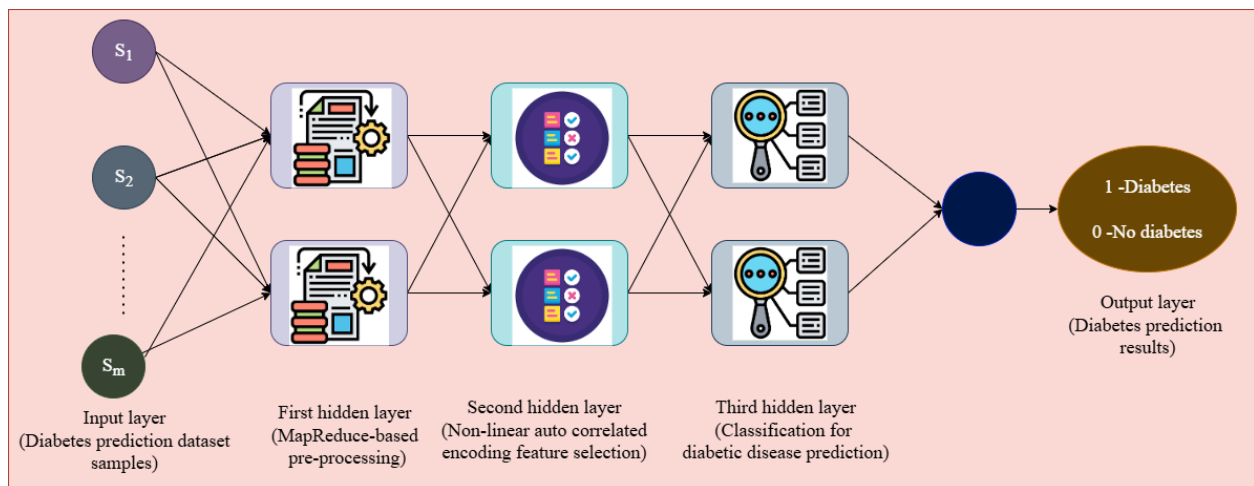 S1
S2
Sm
1 -Diabetes
0 -No diabetes
Input layer
(Diabetes prediction dataset
samples)
First hidden layer
(MapReduce-based
pre-processing)
Second hidden layer
(Non-linear auto correlated
encoding feature selection)
Third hidden layer
(Classification for
diabetic disease prediction)
Output layer
(Diabetes prediction
results)